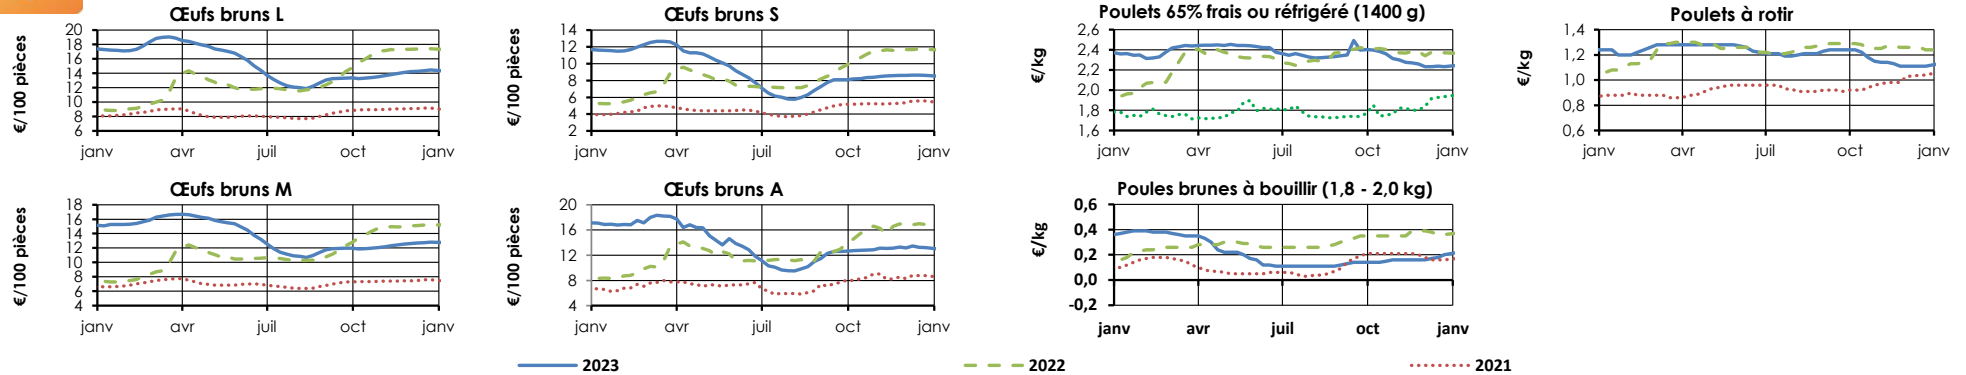 Œufs bruns L
€/100 pièces
20
18
16
14
12
10
8
6
janv avr juil oct janv
Œufs bruns S
€/100 pièces
14
12
10
8
6
4
2
janv avr juil oct janv
Poulets 65% frais ou réfrigéré (1400 g)
€/kg
2,6
2,4
2,2
2,0
1,8
1,6
janv avr juil oct janv
Poulets à rotir
€/kg
1,4
1,2
1,0
0,8
0,6
janv avr juil oct janv
Œufs bruns M
€/100 pièces
18
16
14
12
10
8
6
4
janv avr juil oct janv
Œufs bruns A
€/100 pièces
20
16
12
8
4
janv avr juil oct janv
Poules brunes à bouillir (1,8 - 2,0 kg)
€/kg
0,6
0,4
0,2
0,0
-0,2
janv avr juil oct janv
2023 2022 2021